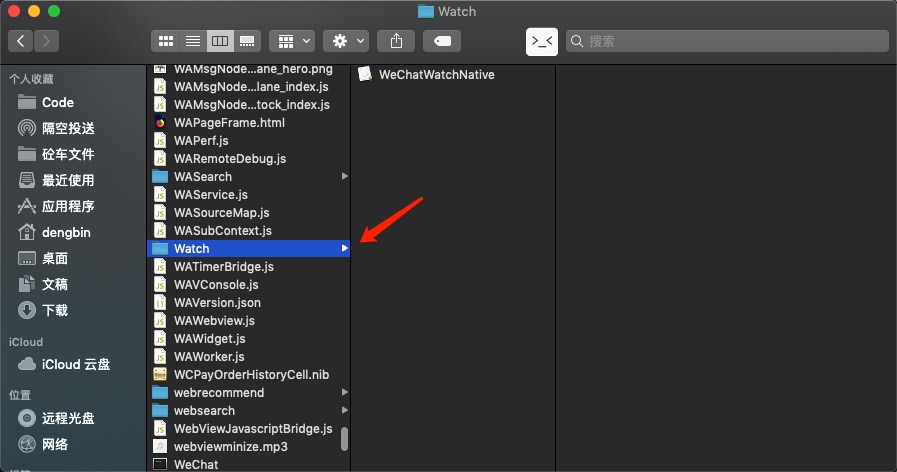 Watch
>_<
搜索
个人收藏
Code
隔空投送
砼车文件
最近使用
应用程序
dengbin
桌面
文稿
下载
iCloud
iCloud 云盘
位置
远程光盘
网络
WAMsgNode...ane_hero.png
WAMsgNode...lane_index.js
WAMsgNode...tock_index.js
WAPageFrame.html
WAPerf.js
WARemoteDebug.js
WASearch
WAService.js
WASourceMap.js
WASubContext.js
Watch
WATimerBridge.js
WAVConsole.js
WAVersion.json
WAWebview.js
WAWidget.js
WAWorker.js
WCPayOrderHistoryCell.nib
webrecommend
websearch
WebViewJavascriptBridge.js
webviewminize.mp3
WeChat
WeChatWatchNative